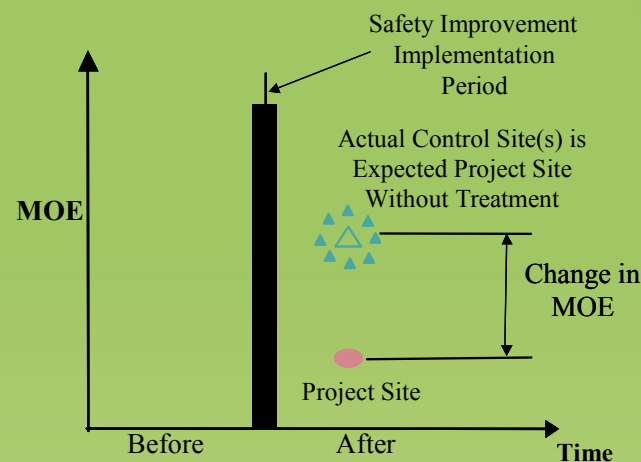 Safety Improvement
Implementation
Period
Actual Control Site(s) is
Expected Project Site
Without Treatment
MOE
Change in
MOE
Project Site
Before
After
Time